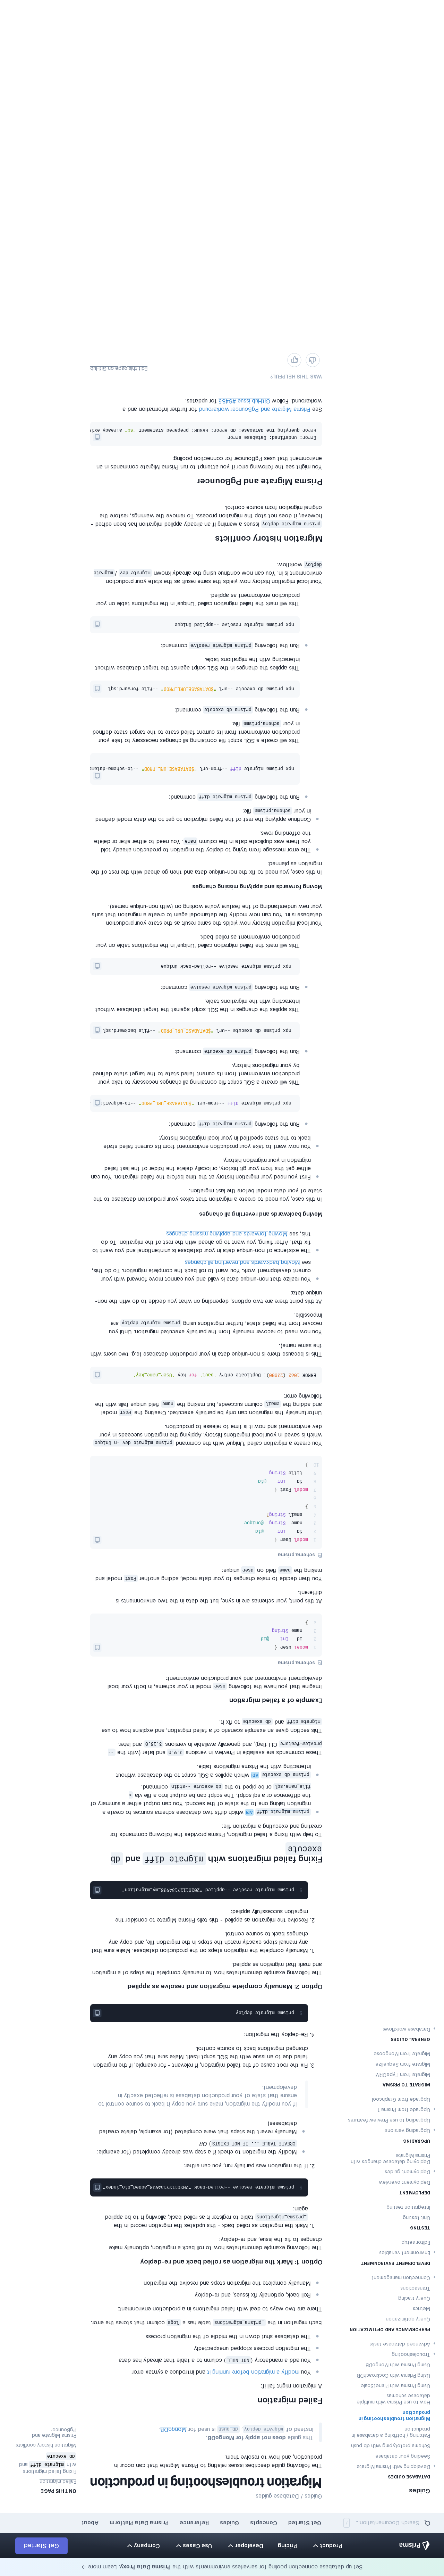 Set up database connection pooling for serverless environments with the Prisma Data Proxy. Learn more →
Prisma
Product
Pricing
Developer
Use Cases
Company
Get Started
Search Documentation...
Get Started
Concepts
Guides
Reference
Prisma Data Platform
About
Guides
DATABASE GUIDES
Developing with Prisma Migrate
Seeding your database
Schema prototyping with db push
Patching / hotfixing a database in
production
Migration troubleshooting in
production
How to use Prisma with multiple
database schemas
Using Prisma with PlanetScale
Using Prisma with CockroachDB
Using Prisma with MongoDB
Troubleshooting
Advanced database tasks
PERFORMANCE AND OPTIMIZATION
Query optimization
Metrics
Query tracing
Transactions
Connection management
DEVELOPMENT ENVIRONMENT
Environment variables
Editor setup
TESTING
Unit testing
Integration testing
DEPLOYMENT
Deployment overview
Deployment guides
Deploying database changes with
Prisma Migrate
UPGRADING
Upgrading versions
Upgrading to use Preview features
Upgrade from Prisma 1
Upgrade from Graphcool
MIGRATE TO PRISMA
Migrate from TypeORM
Migrate from Sequelize
Migrate from Mongoose
GENERAL GUIDES
Database workflows
Guides / Database guides
Migration troubleshooting in production
The following guide describes issues relating to Prisma Migrate that can occur in
production, and how to resolve them.
This guide does not apply for MongoDB.
Instead of migrate deploy, db push is used for MongoDB.
Failed migration
A migration might fail if:
You modify a migration before running it and introduce a syntax error
You add a mandatory (NOT NULL) column to a table that already has data
The migration process stopped unexpectedly
The database shut down in the middle of the migration process
Each migration in the _prisma_migrations table has a logs column that stores the error.
There are two ways to deal with failed migrations in a production environment:
Roll back, optionally fix issues, and re-deploy
Manually complete the migration steps and resolve the migration
Option 1: Mark the migration as rolled back and re-deploy
The following example demonstrates how to roll back a migration, optionally make
changes to fix the issue, and re-deploy:
1. Mark the migration as rolled back - this updates the migration record in the
_prisma_migrations table to register it as rolled back, allowing it to be applied
again:
prisma migrate resolve --rolled-back "20201127134938_added_bio_index"
2. If the migration was partially run, you can either:
Modify the migration to check if a step was already completed (for example:
CREATE TABLE ... IF NOT EXISTS) OR
Manually revert the steps that were completed (for example, delete created
databases)
If you modify the migration, make sure you copy it back to source control to
ensure that state of your production database is reflected exactly in
development.
3. Fix the root cause of the failed migration, if relevant - for example, if the migration
failed due to an issue with the SQL script itself. Make sure that you copy any
changed migrations back to source control.
4. Re-deploy the migration:
prisma migrate deploy
Option 2: Manually complete migration and resolve as applied
The following example demonstrates how to manually complete the steps of a migration
and mark that migration as applied.
1. Manually complete the migration steps on the production database. Make sure that
any manual steps exactly match the steps in the migration file, and copy any
changes back to source control.
2. Resolve the migration as applied - this tells Prisma Migrate to consider the
migration successfully applied:
prisma migrate resolve --applied "20201127134938_my_migration"
Fixing failed migrations with migrate diff and db
execute
To help with fixing a failed migration, Prisma provides the following commands for
creating and executing a migration file:
prisma migrate diff API which diffs two database schema sources to create a
migration taking one to the state of the second. You can output either a summary of
the difference or a sql script. The script can be output into a file via >
file_name.sql or be piped to the db execute --stdin command.
prisma db execute API which applies a SQL script to the database without
interacting with the Prisma migrations table.
These commands are available in Preview in versions 3.9.0 and later (with the --
preview-feature CLI flag), and generally available in versions 3.13.0 and later.
This section gives an example scenario of a failed migration, and explains how to use
migrate diff and db execute to fix it.
Example of a failed migration
Imagine that you have the following User model in your schema, in both your local
development environment and your production environment:
schema.prisma
1 model User {
2 id Int @id
3 name String
4 }
At this point, your schemas are in sync, but the data in the two environments is
different.
You then decide to make changes to your data model, adding another Post model and
making the name field on User unique:
schema.prisma
1 model User {
2 id Int @id
3 name String @unique
4 email String?
5 }
6
7 model Post {
8 id Int @id
9 title String
10 }
You create a migration called 'Unique' with the command prisma migrate dev -n Unique
which is saved in your local migrations history. Applying the migration succeeds in your
dev environment and now it is time to release to production.
Unfortunately this migration can only be partially executed. Creating the Post model
and adding the email column succeeds, but making the name field unique fails with the
following error:
ERROR 1062 (23000): Duplicate entry 'paul' for key 'User_name_key'
This is because there is non-unique data in your production database (e.g. two users with
the same name).
You now need to recover manually from the partially executed migration. Until you
recover from the failed state, further migrations using prisma migrate deploy are
impossible.
At this point there are two options, depending on what you decide to do with the non-
unique data:
You realize that non-unique data is valid and you cannot move forward with your
current development work. You want to roll back the complete migration. To do this,
see Moving backwards and reverting all changes
The existence of non-unique data in your database is unintentional and you want to
fix that. After fixing, you want to go ahead with the rest of the migration. To do
this, see Moving forwards and applying missing changes
Moving backwards and reverting all changes
In this case, you need to create a migration that takes your production database to the
state of your data model before the last migration.
First you need your migration history at the time before the failed migration. You can
either get this from your git history, or locally delete the folder of the last failed
migration in your migration history.
You now want to take your production environment from its current failed state
back to the state specified in your local migrations history:
Run the following prisma migrate diff command:
npx prisma migrate diff --from-url "$DATABASE_URL_PROD" --to-migrati
This will create a SQL script file containing all changes necessary to take your
production environment from its current failed state to the target state defined
by your migrations history.
Run the following prisma db execute command:
npx prisma db execute --url "$DATABASE_URL_PROD" --file backward.sql
This applies the changes in the SQL script against the target database without
interacting with the migrations table.
Run the following prisma migrate resolve command:
npx prisma migrate resolve --rolled-back Unique
This will mark the failed migration called 'Unique' in the migrations table on your
production environment as rolled back.
Your local migration history now yields the same result as the state your production
database is in. You can now modify the datamodel again to create a migration that suits
your new understanding of the feature you're working on (with non-unique names).
Moving forwards and applying missing changes
In this case, you need to fix the non-unique data and then go ahead with the rest of the
migration as planned:
The error message from trying to deploy the migration to production already told
you there was duplicate data in the column name. You need to either alter or delete
the offending rows.
Continue applying the rest of the failed migration to get to the data model defined
in your schema.prisma file:
Run the following prisma migrate diff command:
npx prisma migrate diff --from-url "$DATABASE_URL_PROD" --to-schema-datam
This will create a SQL script file containing all changes necessary to take your
production environment from its current failed state to the target state defined
in your schema.prisma file.
Run the following prisma db execute command:
npx prisma db execute --url "$DATABASE_URL_PROD" --file forward.sql
This applies the changes in the SQL script against the target database without
interacting with the migrations table.
Run the following prisma migrate resolve command:
npx prisma migrate resolve --applied Unique
This will mark the failed migration called 'Unique' in the migrations table on your
production environment as applied.
Your local migration history now yields the same result as the state your production
environment is in. You can now continue using the already known migrate dev / migrate
deploy workflow.
Migration history conflicts
prisma migrate deploy issues a warning if an already applied migration has been edited -
however, it does not stop the migration process. To remove the warnings, restore the
original migration from source control.
Prisma Migrate and PgBouncer
You might see the following error if you attempt to run Prisma Migrate commands in an
environment that uses PgBouncer for connection pooling:
Error: undefined: Database error
Error querying the database: db error: ERROR: prepared statement "s0" already exi
See Prisma Migrate and PgBouncer workaround for further information and a
workaround. Follow GitHub issue #6485 for updates.
WAS THIS HELPFUL?
Edit this page on GitHub
ON THIS PAGE
Failed migration
Fixing failed migrations
with migrate diff and
db execute
Migration history conflicts
Prisma Migrate and
PgBouncer